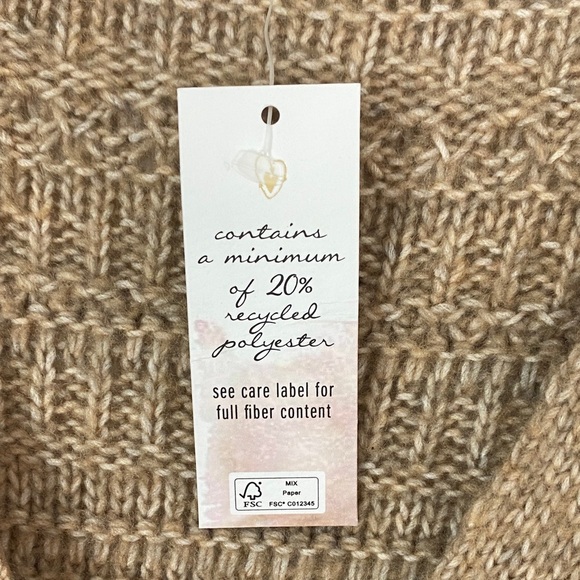 contains
a minimum
of 20%
recycled
polyester
see care label for
full fiber content
FSC
MIX
Paper
FSC® C012345